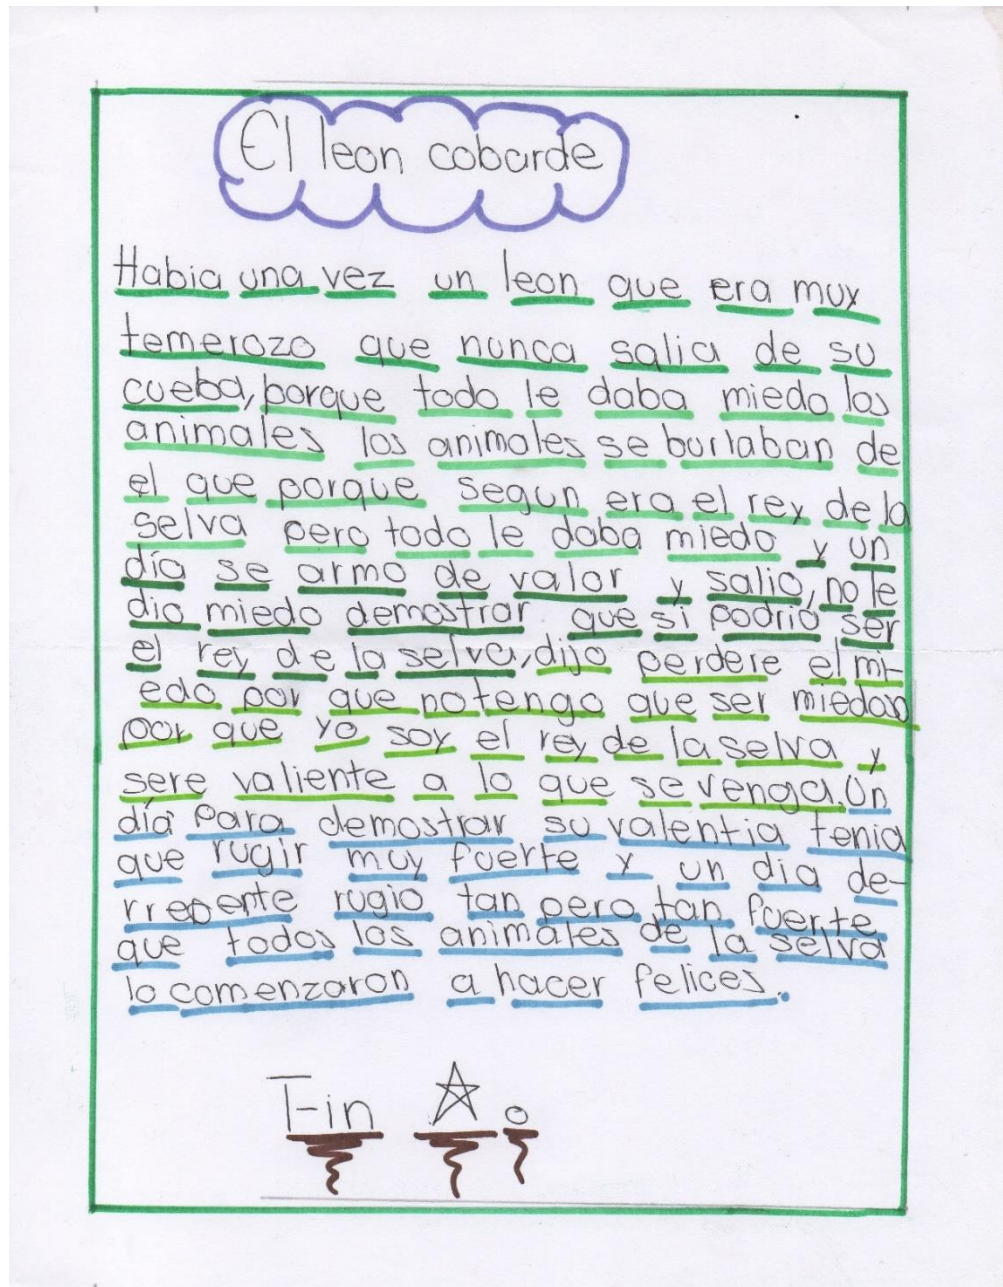 El leon cobarde
Habia una vez un leon que era muy
temerozo que nunca salia de su
cueba, porque todo le daba miedo los
animales los animales se burlaban de
el que porque segun era el rey de la
selva pero todo le daba miedo y un
día se armo de valor y salio, no le
dio miedo demostrar que si podrio ser
el rey de la selva, dijo perdere el mi-
edo por que no tengo que ser miedoso
por que yo soy el rey de la selva y
sere valiente a lo que se venga. Un
día para demostrar su valentia tenia
que rugir muy fuerte y un dia de-
rrepente rugio tan pero tan fuerte
que todos los animales de la selva
lo comenzaron a hacer felices.
Fin